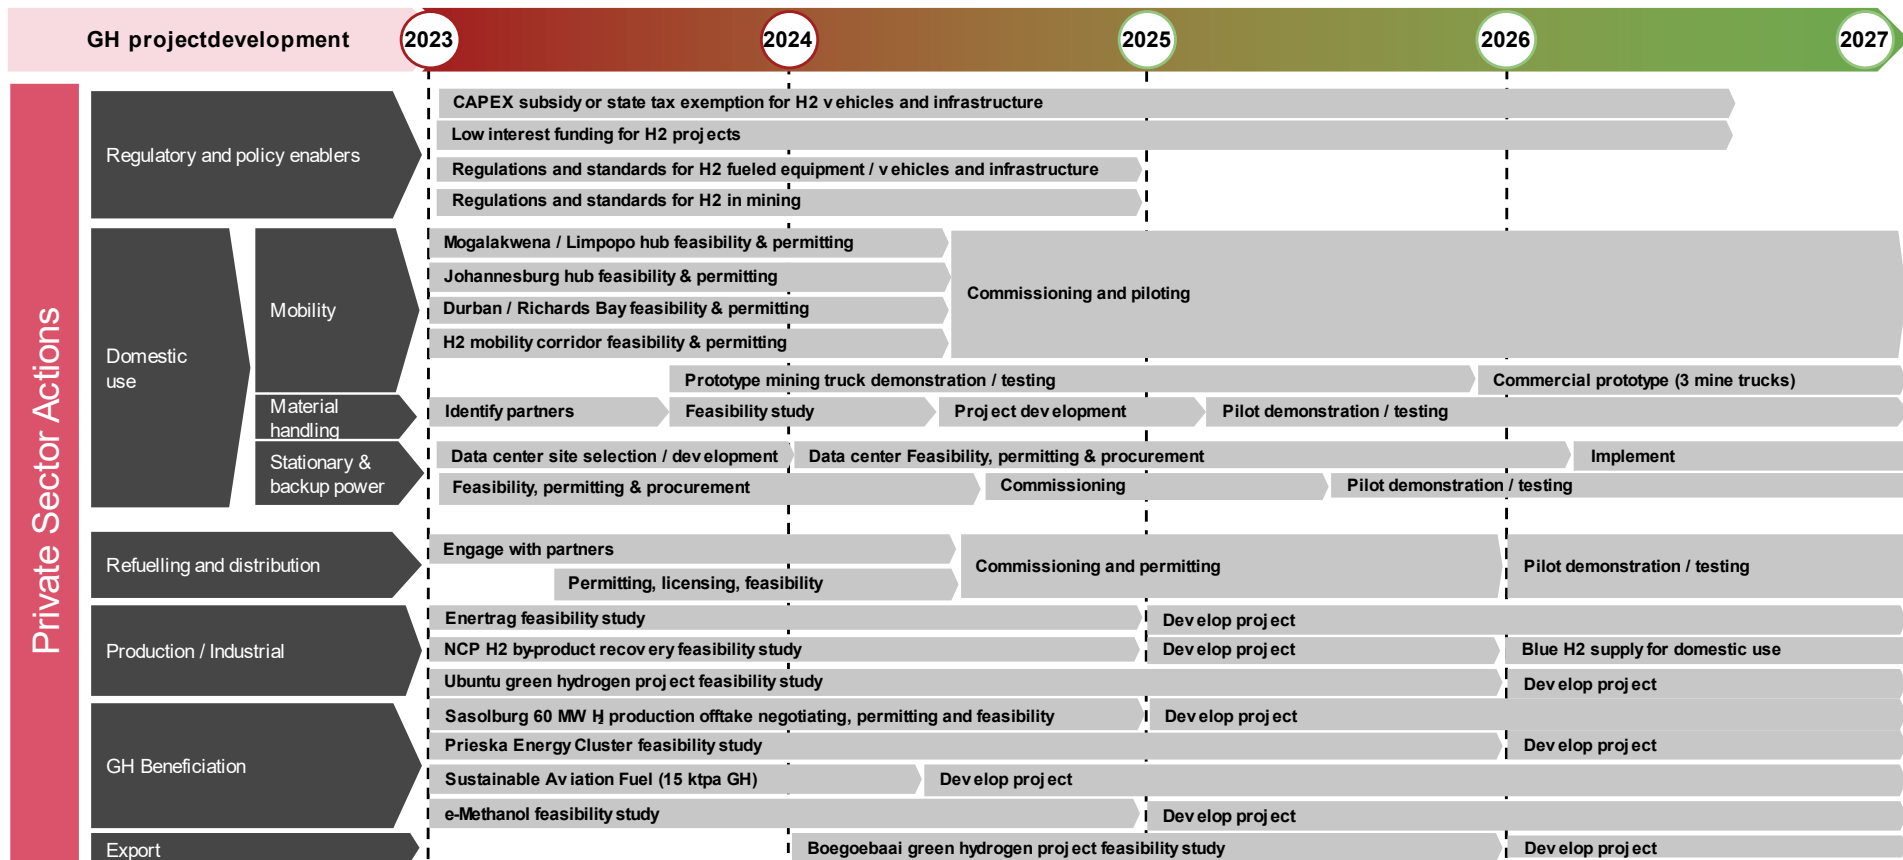 GH projectdevelopment
2023
2024
2025
2026
2027
Private Sector Actions
Regulatory and policy enablers
CAPEX subsidy or state tax exemption for H2 vehicles and infrastructure
Low interest funding for H2 projects
Regulations and standards for H2 fueled equipment / vehicles and infrastructure
Regulations and standards for H2 in mining
Domestic
use
Mobility
Mogalakwena / Limpopo hub feasibility & permitting
Johannesburg hub feasibility & permitting
Durban / Richards Bay feasibility & permitting
H2 mobility corridor feasibility & permitting
Commissioning and piloting
Prototype mining truck demonstration / testing
Commercial prototype (3 mine trucks)
Material
handling
Identify partners
Feasibility study
Project development
Pilot demonstration / testing
Stationary &
backup power
Data center site selection / development
Data center Feasibility, permitting & procurement
Implement
Feasibility, permitting & procurement
Commissioning
Pilot demonstration / testing
Refuelling and distribution
Engage with partners
Permitting, licensing, feasibility
Commissioning and permitting
Pilot demonstration / testing
Production / Industrial
Enertrag feasibility study
Develop project
NCP H2 by-product recovery feasibility study
Develop project
Blue H2 supply for domestic use
Ubuntu green hydrogen project feasibility study
Develop project
GH Beneficiation
Sasolburg 60 MW H₂ production offtake negotiating, permitting and feasibility
Develop project
Prieska Energy Cluster feasibility study
Develop project
Sustainable Aviation Fuel (15 ktpa GH)
Develop project
e-Methanol feasibility study
Develop project
Export
Boegoebaai green hydrogen project feasibility study
Develop project